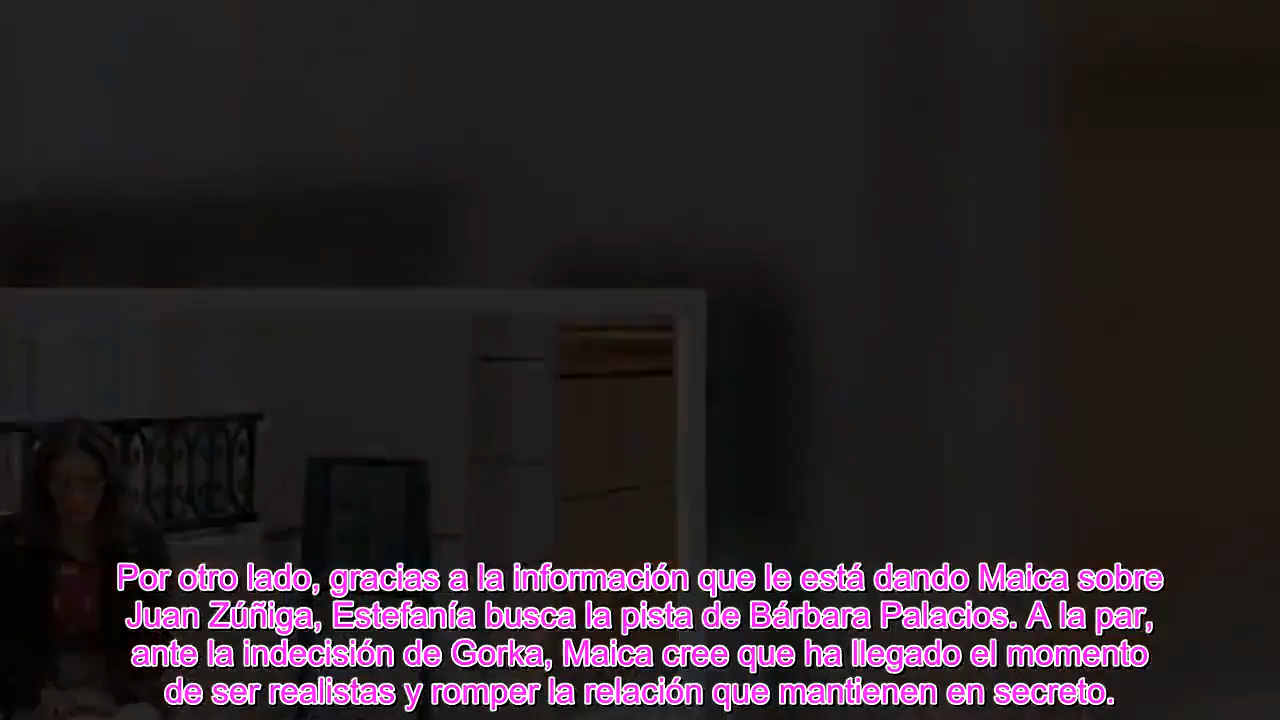 Por otro lado, gracias a la información que le está dando Maica sobre
Juan Zúñiga, Estefanía busca la pista de Bárbara Palacios. A la par,
ante la indecisión de Gorka, Maica cree que ha llegado el momento
de ser realistas y romper la relación que mantienen en secreto.